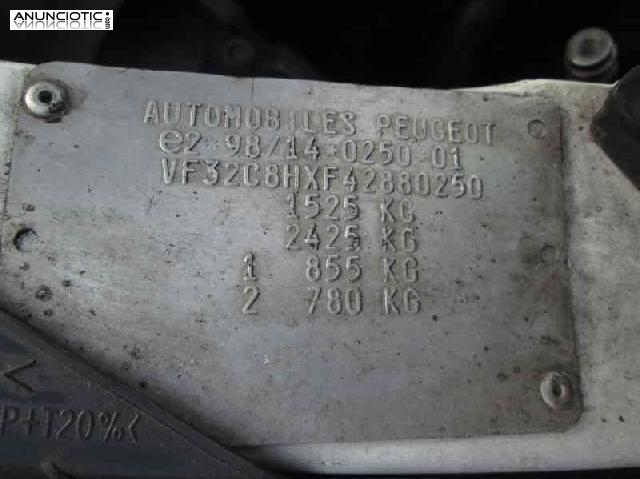 ANUNCIOTIC.es
AUTOMOBILES PEUGEOT
e2*98/14*0250*01
VF32C8HXF42880250
1525 KG
2425 KG
1 855 KG
2 780 KG
<
P+T20%<